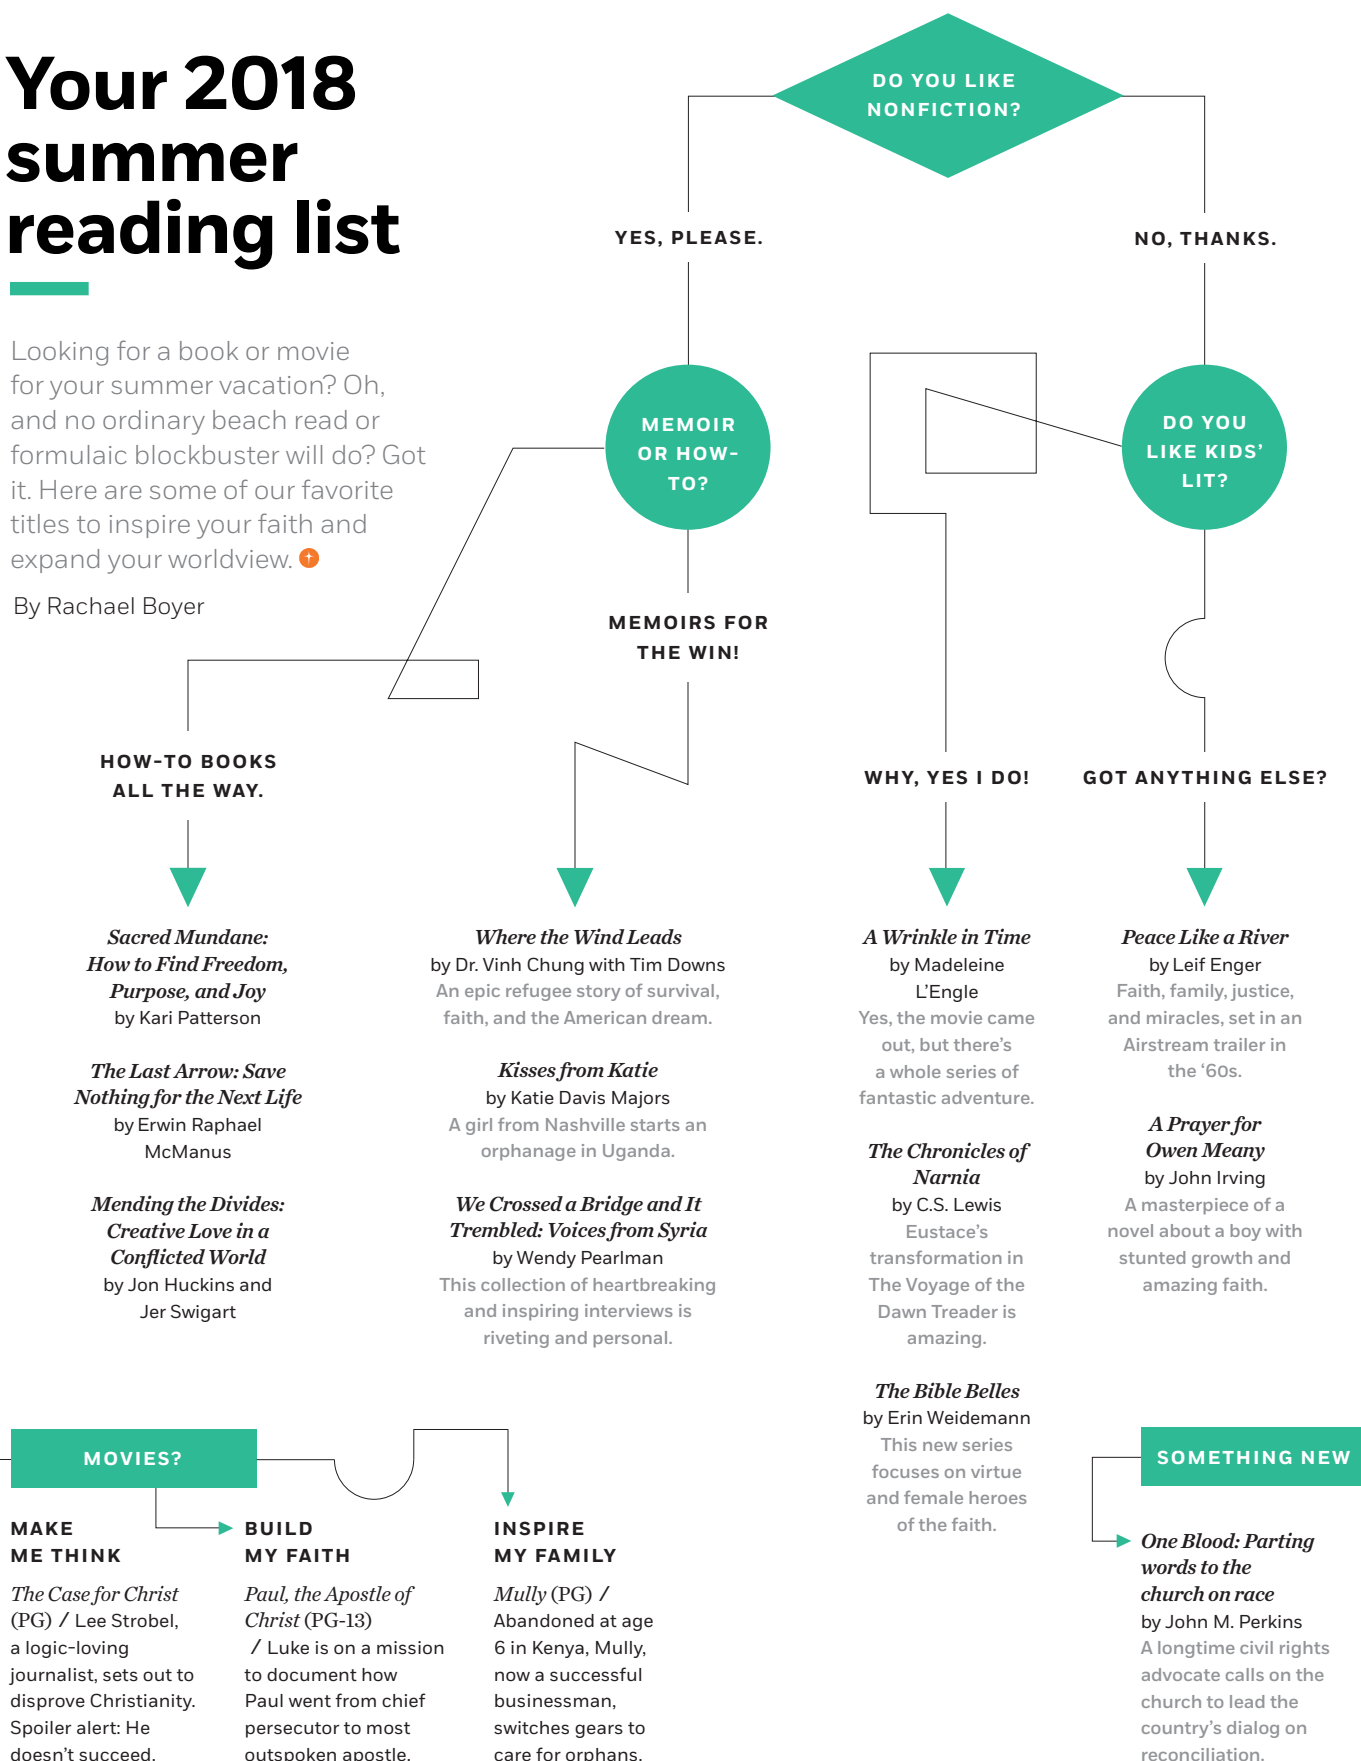 Your 2018
summer
reading list
Looking for a book or movie
for your summer vacation? Oh,
and no ordinary beach read or
formulaic blockbuster will do? Got
it. Here are some of our favorite
titles to inspire your faith and
expand your worldview.
By Rachael Boyer
DO YOU LIKE
NONFICTION?
YES, PLEASE.
NO, THANKS.
MEMOIR
OR HOW-
TO?
DO YOU
LIKE KIDS’
LIT?
MEMOIRS FOR
THE WIN!
HOW-TO BOOKS
ALL THE WAY.
WHY, YES I DO!
GOT ANYTHING ELSE?
Sacred Mundane:
How to Find Freedom,
Purpose, and Joy
by Kari Patterson
The Last Arrow: Save
Nothing for the Next Life
by Erwin Raphael
McManus
Mending the Divides:
Creative Love in a
Conflicted World
by Jon Huckins and
Jer Swigart
Where the Wind Leads
by Dr. Vinh Chung with Tim Downs
An epic refugee story of survival,
faith, and the American dream.
Kisses from Katie
by Katie Davis Majors
A girl from Nashville starts an
orphanage in Uganda.
We Crossed a Bridge and It
Trembled: Voices from Syria
by Wendy Pearlman
This collection of heartbreaking
and inspiring interviews is
riveting and personal.
A Wrinkle in Time
by Madeleine
L’Engle
Yes, the movie came
out, but there’s
a whole series of
fantastic adventure.
The Chronicles of
Narnia
by C.S. Lewis
Eustace’s
transformation in
The Voyage of the
Dawn Treader is
amazing.
The Bible Belles
by Erin Weidemann
This new series
focuses on virtue
and female heroes
of the faith.
Peace Like a River
by Leif Enger
Faith, family, justice,
and miracles, set in an
Airstream trailer in
the ‘60s.
A Prayer for
Owen Meany
by John Irving
A masterpiece of a
novel about a boy with
stunted growth and
amazing faith.
MOVIES?
MAKE
ME THINK
The Case for Christ
(PG) / Lee Strobel,
a logic-loving
journalist, sets out to
disprove Christianity.
Spoiler alert: He
doesn’t succeed.
BUILD
MY FAITH
Paul, the Apostle of
Christ (PG-13)
/ Luke is on a mission
to document how
Paul went from chief
persecutor to most
outspoken apostle.
INSPIRE
MY FAMILY
Mully (PG) /
Abandoned at age
6 in Kenya, Mully,
now a successful
businessman,
switches gears to
care for orphans.
SOMETHING NEW
One Blood: Parting
words to the
church on race
by John M. Perkins
A longtime civil rights
advocate calls on the
church to lead the
country’s dialog on
reconciliation.